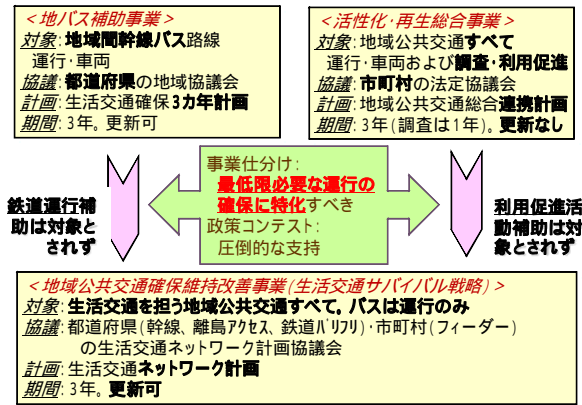 <地バス補助事業>
対象:地域間幹線バス路線
運行・車両
協議:都道府県の地域協議会
計画:生活交通確保3カ年計画
期間:3年。更新可
<活性化・再生総合事業>
対象:地域公共交通すべて
運行・車両および調査・利用促進
協議:市町村の法定協議会
計画:地域公共交通総合連携計画
期間:3年(調査は1年)。更新なし
鉄道運行補
助は対象と
されず
事業仕分け:
最低限必要な運行の
確保に特化すべき
政策コンテスト:
圧倒的な支持
利用促進活
動補助は対
象とされず
<地域公共交通確保維持改善事業(生活交通サバイバル戦略)>
対象:生活交通を担う地域公共交通すべて。バスは運行のみ
協議:都道府県(幹線、離島アクセス、鉄道バリフリ)・市町村(フィーダー)
の生活交通ネットワーク計画協議会
計画:生活交通ネットワーク計画
期間:3年。更新可